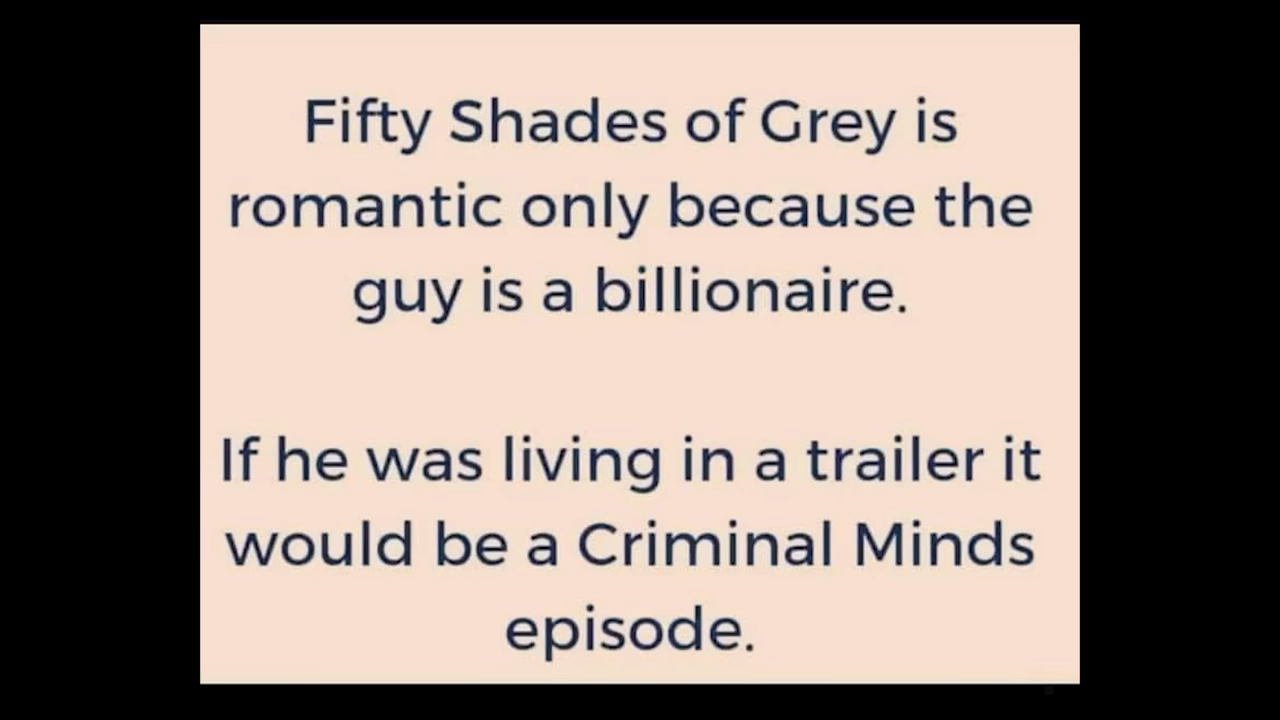 Fifty Shades of Grey is
romantic only because the
guy is a billionaire.
If he was living in a trailer it
would be a Criminal Minds
episode.